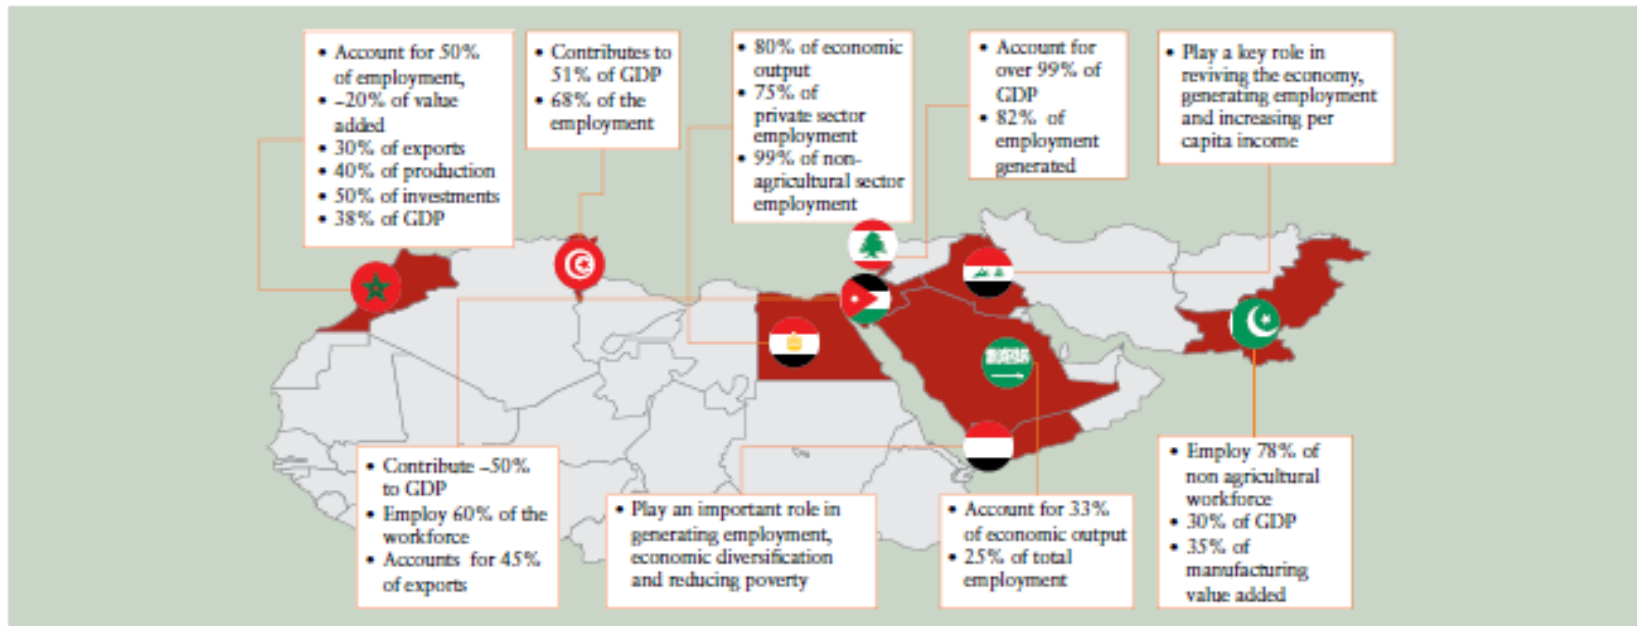 • Account for 50%
of employment,
• ~20% of value
added
• 30% of exports
• 40% of production
• 50% of investments
• 38% of GDP
• Contributes to
51% of GDP
• 68% of the
employment
• 80% of economic
output
• 75% of
private sector
employment
• 99% of non-
agricultural sector
employment
• Account for
over 99% of
GDP
• 82% of
employment
generated
• Play a key role in
reviving the economy,
generating employment
and increasing per
capita income
• Contribute ~50%
to GDP
• Employ 60% of the
workforce
• Accounts for 45%
of exports
• Play an important role in
generating employment,
economic diversification
and reducing poverty
• Account for 33%
of economic output
• 25% of total
employment
• Employ 78% of
non agricultural
workforce
• 30% of GDP
• 35% of
manufacturing
value added